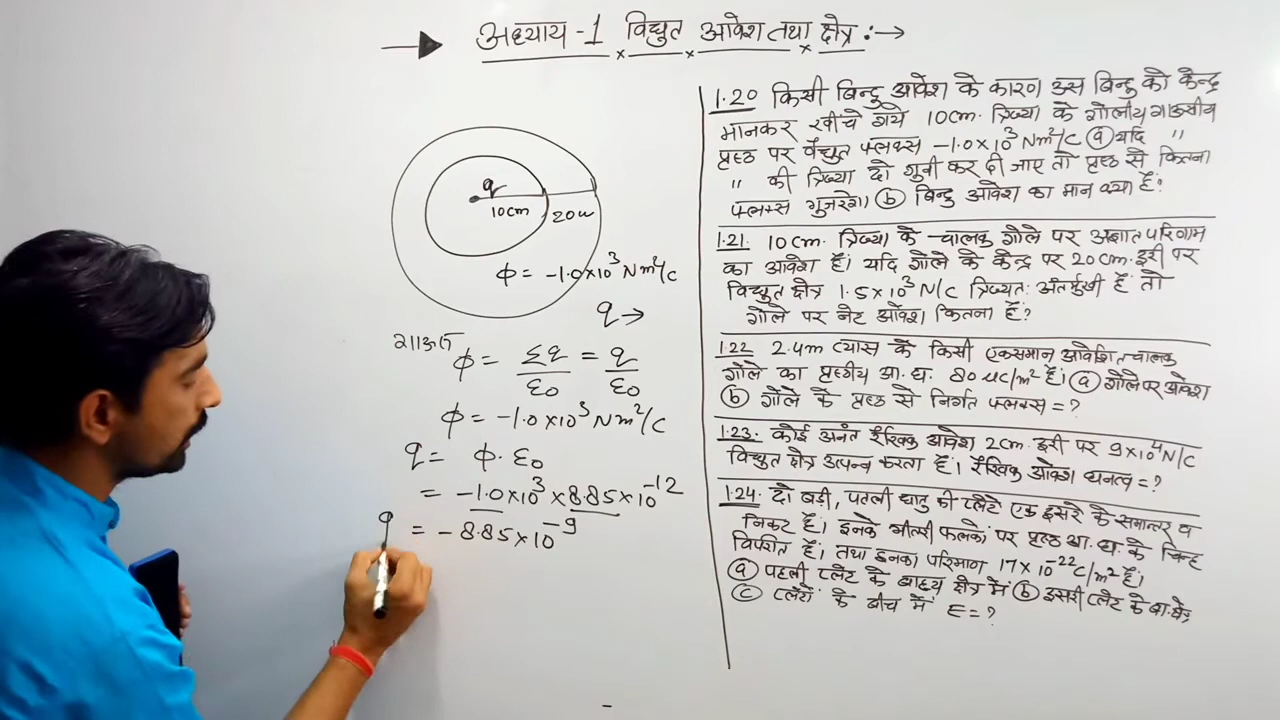 अध्याय -1 विद्युत आवेश तथा क्षेत्र :→
q
10cm
20cm
ϕ = -1.0×10³ Nm²/C
q →
गाऊस
ϕ = Σq/ε₀ = q/ε₀
ϕ = -1.0×10³ Nm²/C
q = ϕ·ε₀
= -1.0×10³ × 8.85×10⁻¹²
q = -8.85×10⁻⁹
1.20 किसी बिन्दु आवेश के कारण उस बिन्दु को केन्द्र
मानकर खींचे गये 10cm. त्रिज्या के गोलीय गाऊसीय
पृष्ठ पर वैद्युत फ्लक्स -1.0×10³ Nm²/C ⓐ यदि "
" की त्रिज्या दो गुनी कर दी जाए तो पृष्ठ से कितना
फ्लक्स गुजरेगा। ⓑ बिन्दु आवेश का मान क्या है?
1.21. 10cm. त्रिज्या के चालक गोले पर अज्ञात परिणाम
का आवेश है। यदि गोले के केन्द्र पर 20cm. दूरी पर
विद्युत क्षेत्र 1.5×10³ N/C त्रिज्यतः अंतर्मुखी है तो
गोले पर नेट आवेश कितना है?
1.22 2.4m व्यास के किसी एकसमान आवेशित चालक
गोले का पृष्ठीय आ.घ. 80 μC/m² है। ⓐ गोले पर आवेश
ⓑ गोले के पृष्ठ से निर्गत फ्लक्स = ?
1.23. कोई अनंत रैखिक आवेश 2cm. दूरी पर 9×10⁴ N/C
विद्युत क्षेत्र उत्पन्न करता है। रैखिक आवेश घनत्व = ?
1.24. दो बड़ी, पतली धातु की प्लेटे एक दूसरे के समान्तर व
निकट है। इनके भीतरी फलकों पर पृष्ठ आ. घ. के चिन्ह
विपरीत है। तथा इनका परिमाण 17×10⁻²² C/m² है।
ⓐ पहली प्लेट के बाह्य क्षेत्र में ⓑ दूसरी प्लेट के बा.क्षेत्र
ⓒ प्लेटों के बीच में E = ?